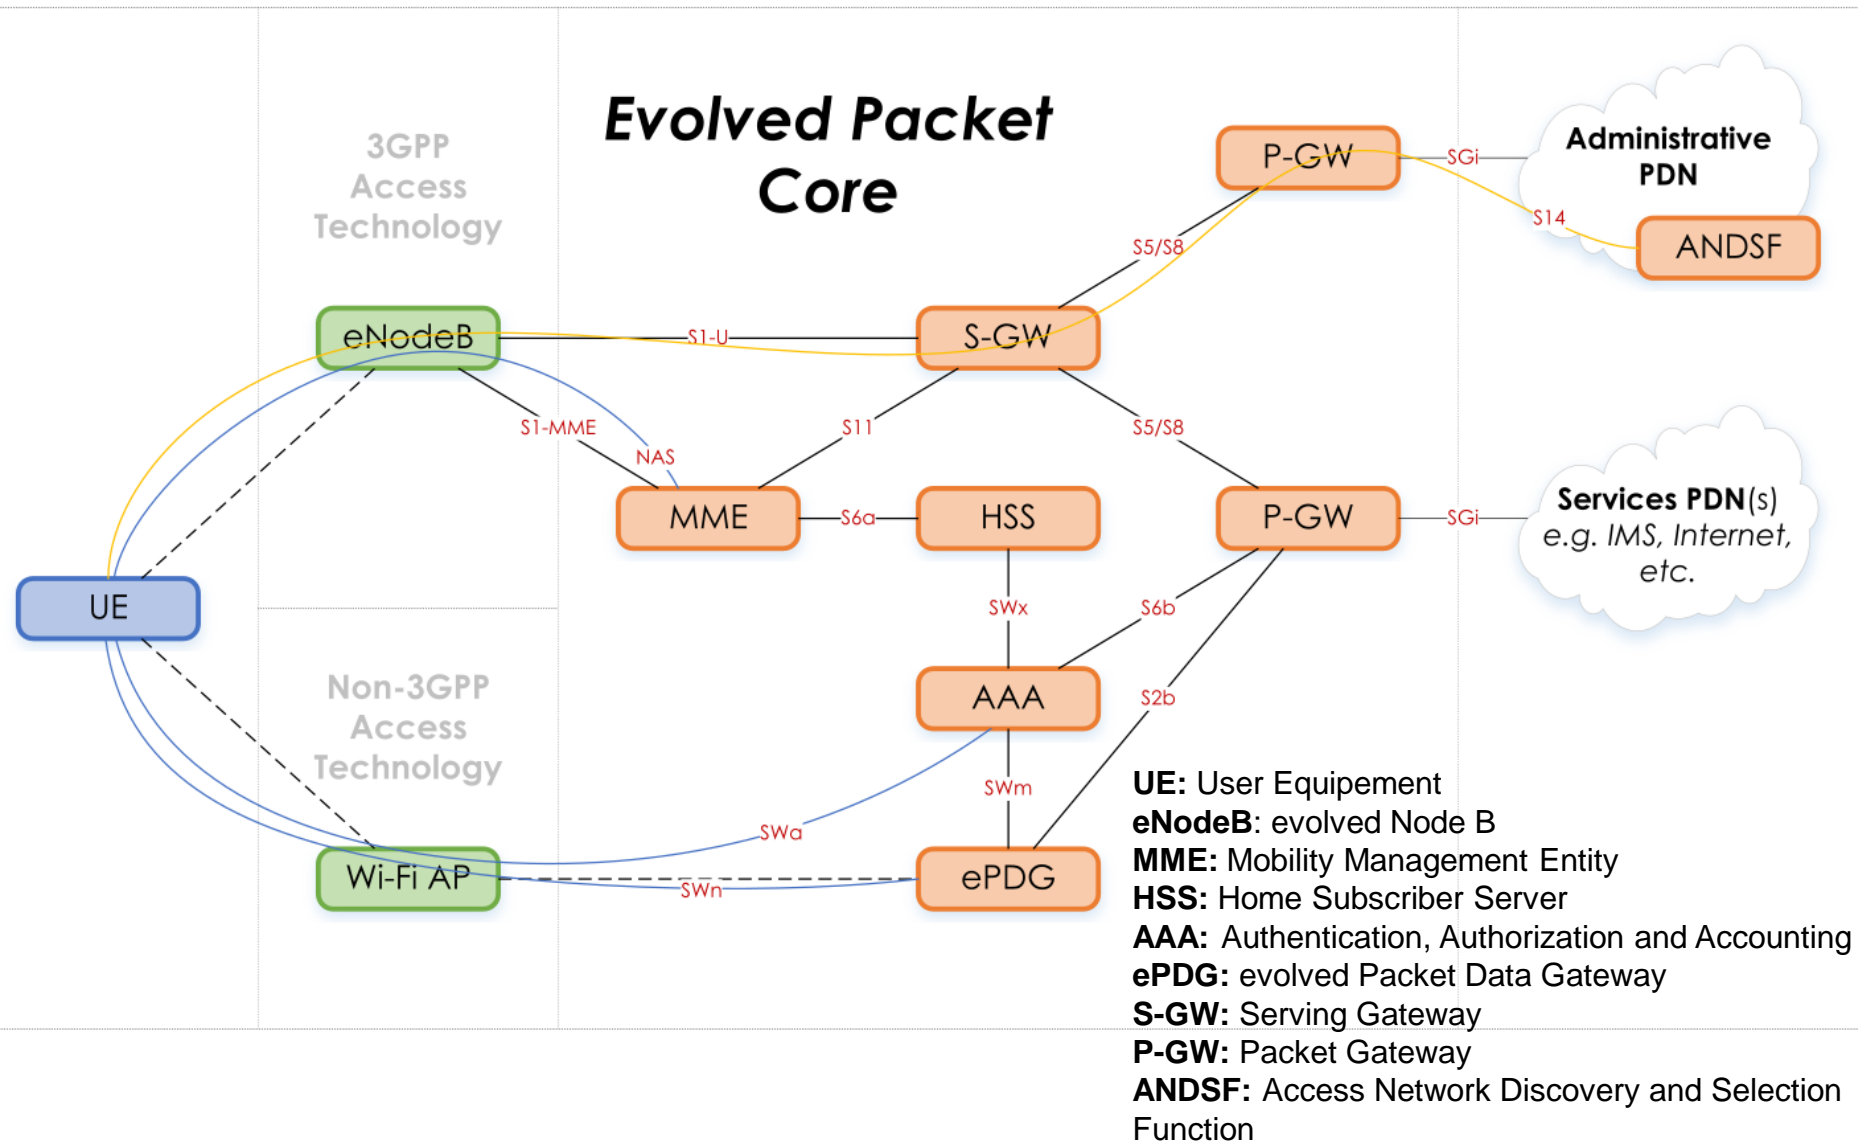 Evolved Packet
Core
3GPP
Access
Technology
P-GW
SGi
Administrative
PDN
S14
ANDSF
S5/S8
eNodeB
S1-U
S-GW
S1-MME
NAS
S11
S5/S8
MME
S6a
HSS
P-GW
SGi
Services PDN(s)
e.g. IMS, Internet,
etc.
UE
SWx
S6b
Non-3GPP
Access
Technology
AAA
S2b
SWm
SWa
Wi-Fi AP
SWn
ePDG
UE: User Equipement
eNodeB: evolved Node B
MME: Mobility Management Entity
HSS: Home Subscriber Server
AAA: Authentication, Authorization and Accounting
ePDG: evolved Packet Data Gateway
S-GW: Serving Gateway
P-GW: Packet Gateway
ANDSF: Access Network Discovery and Selection
Function